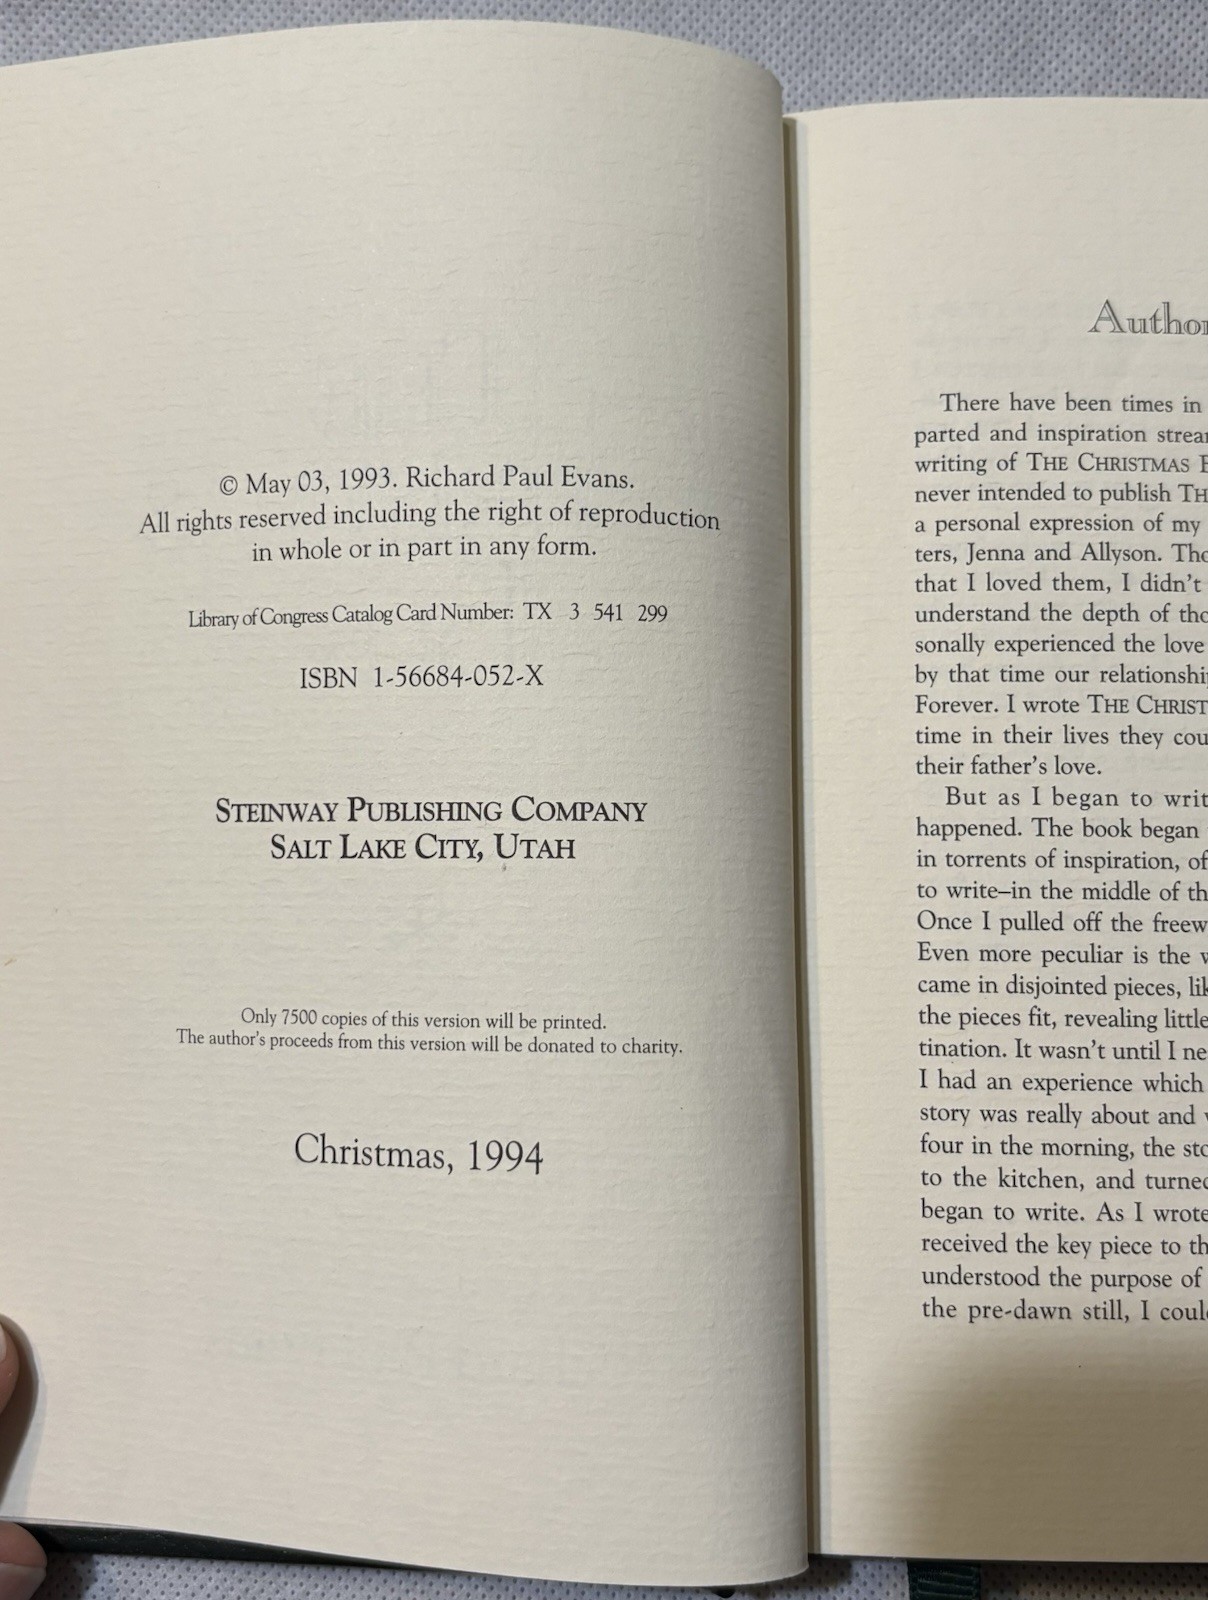 © May 03, 1993. Richard Paul Evans.
All rights reserved including the right of reproduction
in whole or in part in any form.
Library of Congress Catalog Card Number: TX 3 541 299
ISBN 1-56684-052-X
STEINWAY PUBLISHING COMPANY
SALT LAKE CITY, UTAH
Only 7500 copies of this version will be printed.
The author's proceeds from this version will be donated to charity.
Christmas, 1994
There have been times in
parted and inspiration
writing of THE CHRISTMAS
never intended to publish
a personal expression of my
ters, Jenna and Allyson.
that I loved them, I didn't
understand the depth of
sonally experienced the love
by that time our
Forever. I wrote THE
time in their lives they
their father's love.
But as I began to
happened. The book began
in torrents of inspiration,
to write–in the middle of
Once I pulled off the
Even more peculiar is the
came in disjointed pieces,
the pieces fit, revealing little
tination. It wasn't until I
I had an experience which
story was really about and
four in the morning, the
to the kitchen, and
began to write. As I wrote
received the key piece to
understood the purpose of
the pre-dawn still, I